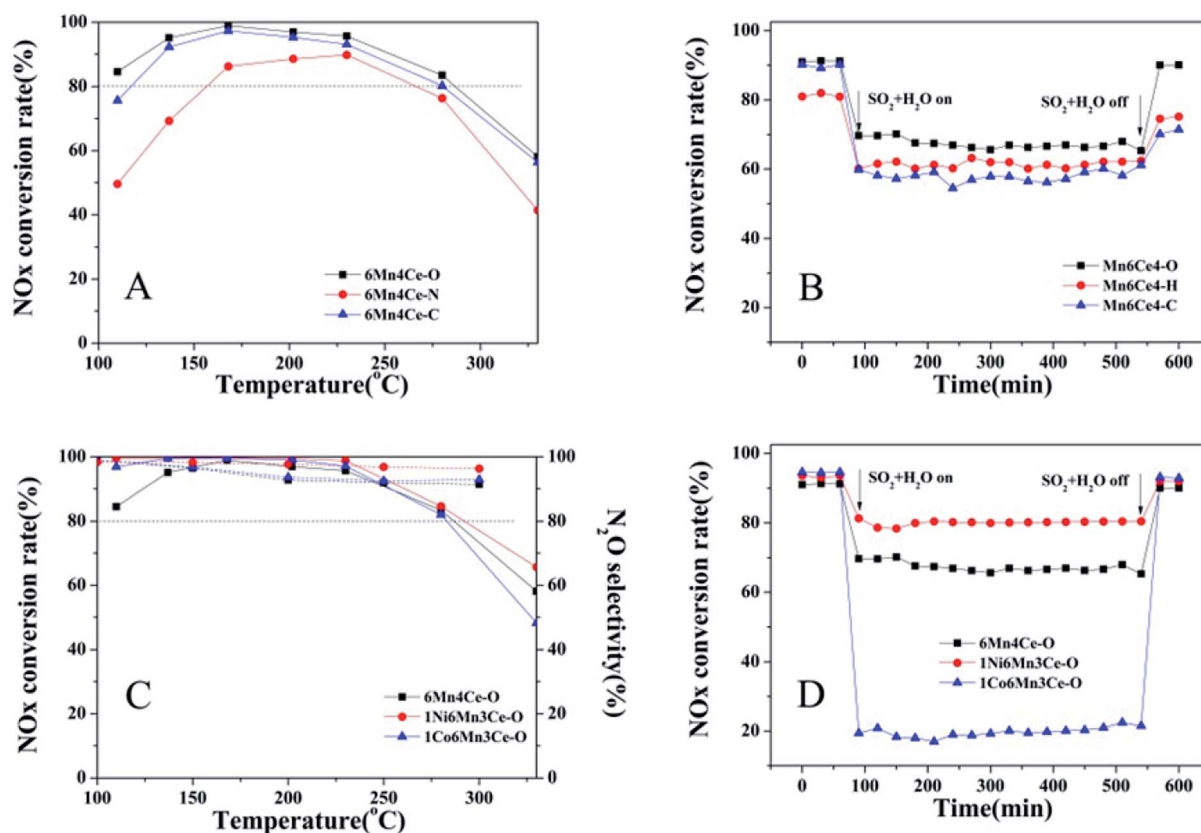 NOx conversion rate(%)
100
80
60
40
20
0
A
6Mn4Ce-O
6Mn4Ce-N
6Mn4Ce-C
100 150 200 250 300
Temperature(°C)
NOx conversion rate(%)
100
80
60
40
20
SO2+H2O on
SO2+H2O off
B
Mn6Ce4-O
Mn6Ce4-H
Mn6Ce4-C
0 100 200 300 400 500 600
Time(min)
NOx conversion rate(%)
100
80
60
40
20
0
C
6Mn4Ce-O
1Ni6Mn3Ce-O
1Co6Mn3Ce-O
100
80
60
40
20
0
N2O selectivity(%)
100 150 200 250 300
Temperature(°C)
NOx conversion rate(%)
100
80
60
40
20
SO2+H2O on
SO2+H2O off
D
6Mn4Ce-O
1Ni6Mn3Ce-O
1Co6Mn3Ce-O
0 100 200 300 400 500 600
Time(min)